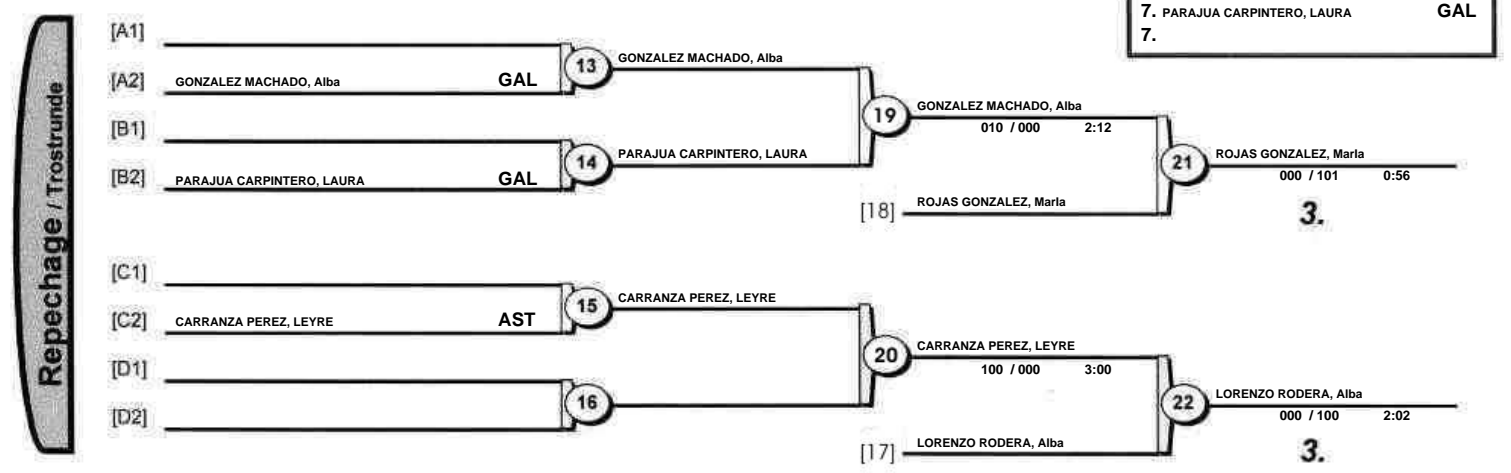 7. PARAJUA CARPINTERO, LAURA GAL
7.
Repechage / Trostrunde
[A1]
[A2] GONZALEZ MACHADO, Alba GAL
13 GONZALEZ MACHADO, Alba
[B1]
[B2] PARAJUA CARPINTERO, LAURA GAL
14 PARAJUA CARPINTERO, LAURA
19 GONZALEZ MACHADO, Alba
010 / 000 2:12
[18] ROJAS GONZALEZ, Marla
21 ROJAS GONZALEZ, Marla
000 / 101 0:56
3.
[C1]
[C2] CARRANZA PEREZ, LEYRE AST
15 CARRANZA PEREZ, LEYRE
[D1]
[D2]
16
20 CARRANZA PEREZ, LEYRE
100 / 000 3:00
[17] LORENZO RODERA, Alba
22 LORENZO RODERA, Alba
000 / 100 2:02
3.